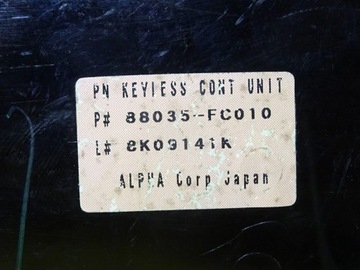 PN KEYLESS CONT UNIT
P# 88035-FC010
L# 8K09141K
ALPHA Corp Japan